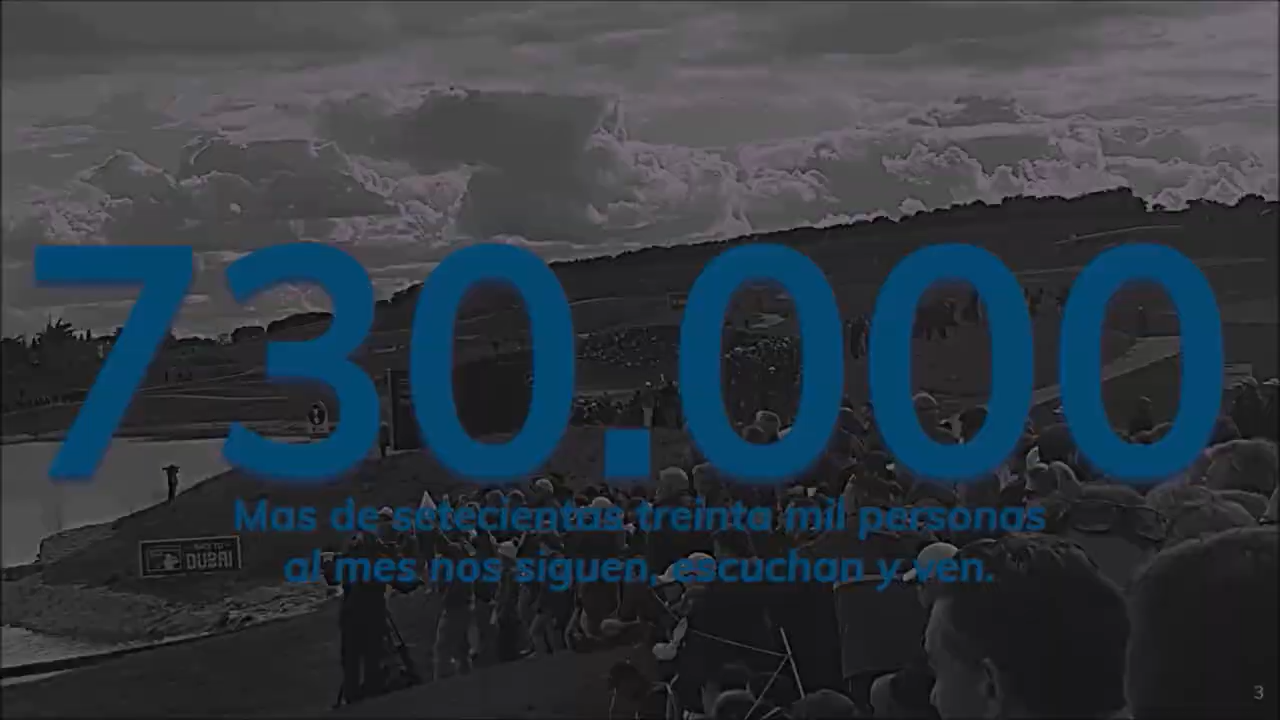 730.000
Mas de setecientas treinta mil personas
al mes nos siguen, escuchan y ven.
DUBAI
3